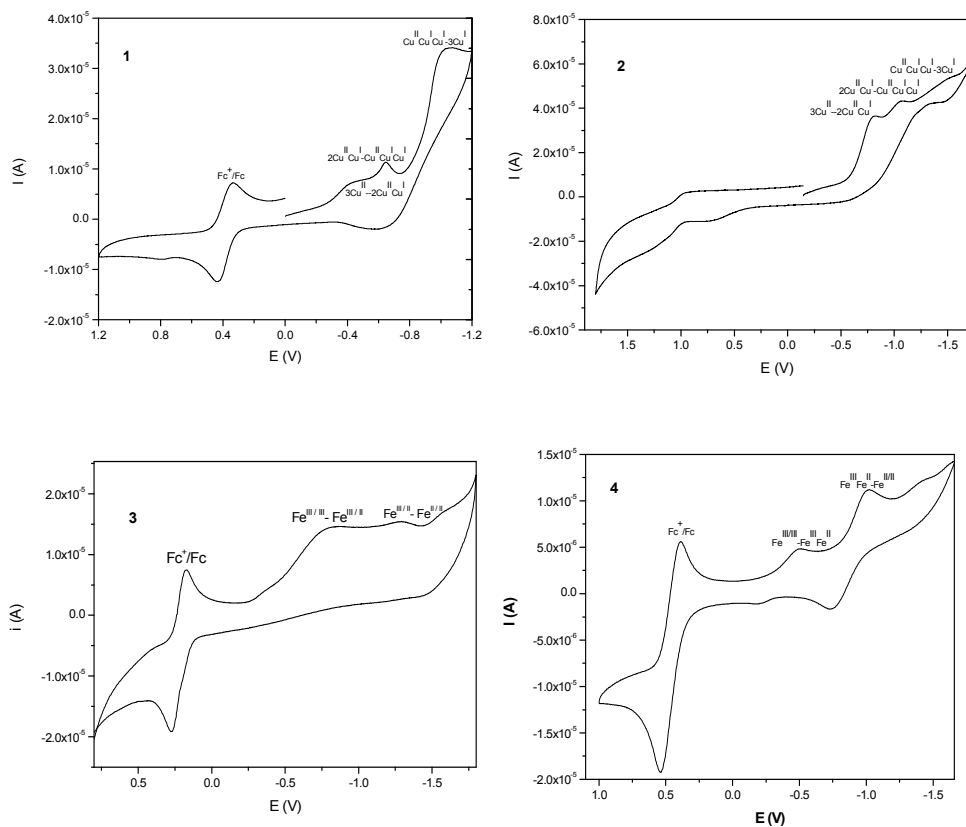 1
Cu^II Cu^I Cu^I-3Cu^I
2Cu^II Cu^I-Cu^II Cu^I Cu^I
3Cu^II–2Cu^II Cu^I
Fc^+/Fc
4.0x10^-5
3.0x10^-5
2.0x10^-5
1.0x10^-5
0.0
-1.0x10^-5
-2.0x10^-5
I (A)
1.2
0.8
0.4
0.0
-0.4
-0.8
-1.2
E (V)
2
Cu^II Cu^I Cu^I-3Cu^I
2Cu^II Cu^I-Cu^II Cu^I Cu^I
3Cu^II–2Cu^II Cu^I
8.0x10^-5
6.0x10^-5
4.0x10^-5
2.0x10^-5
0.0
-2.0x10^-5
-4.0x10^-5
-6.0x10^-5
I (A)
1.5
1.0
0.5
0.0
-0.5
-1.0
-1.5
E (V)
3
Fe^III / III - Fe^III / II
Fe^III / II - Fe^II / II
Fc^+/Fc
2.0x10^-5
1.0x10^-5
0.0
-1.0x10^-5
-2.0x10^-5
i (A)
0.5
0.0
-0.5
-1.0
-1.5
E (V)
4
Fe^III Fe^II -Fe^II/II
Fe^III/III -Fe^III Fe^II
Fc^+/Fc
1.5x10^-5
1.0x10^-5
5.0x10^-6
0.0
-5.0x10^-6
-1.0x10^-5
-1.5x10^-5
-2.0x10^-5
I (A)
1.0
0.5
0.0
-0.5
-1.0
-1.5
E (V)